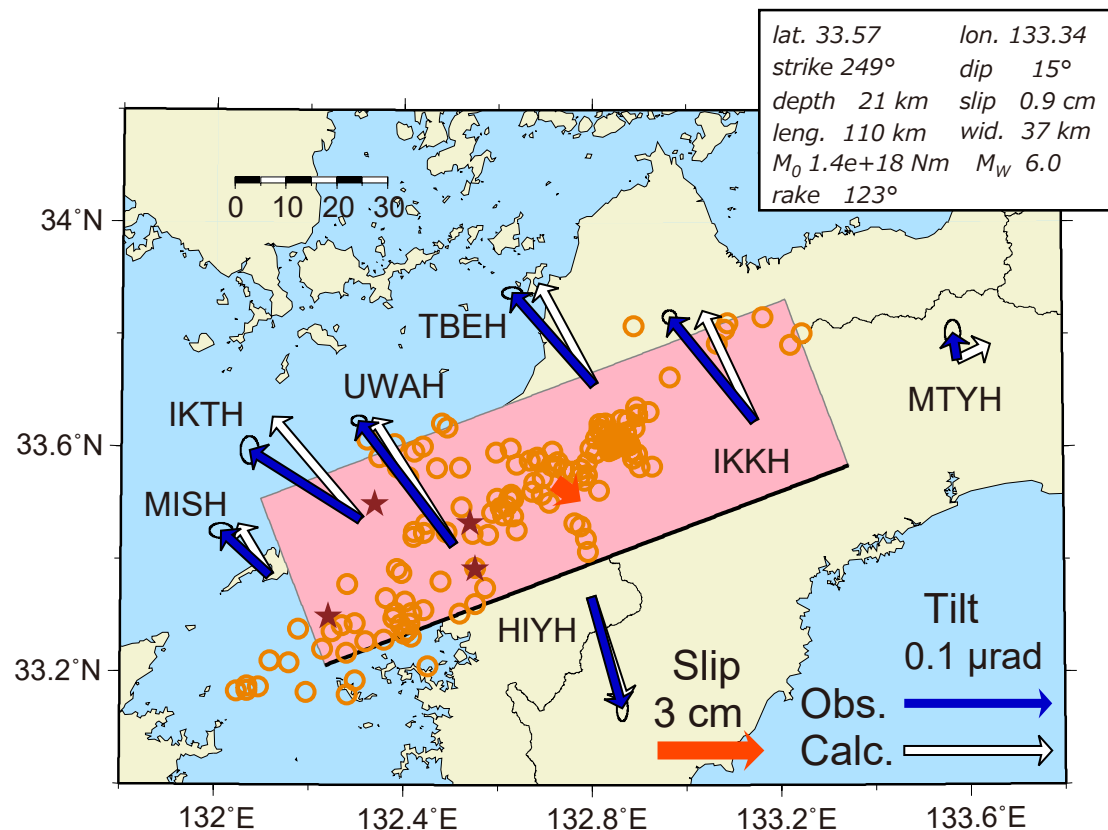 lat. 33.57 lon. 133.34
strike 249° dip 15°
depth 21 km slip 0.9 cm
leng. 110 km wid. 37 km
M₀ 1.4e+18 Nm M_W 6.0
rake 123°
34°N
33.6°N
33.2°N
0 10 20 30
TBEH
UWAH
IKTH
MISH
MTYH
IKKH
HIYH
Slip
3 cm
Tilt
0.1 μrad
Obs.
Calc.
132°E 132.4°E 132.8°E 133.2°E 133.6°E